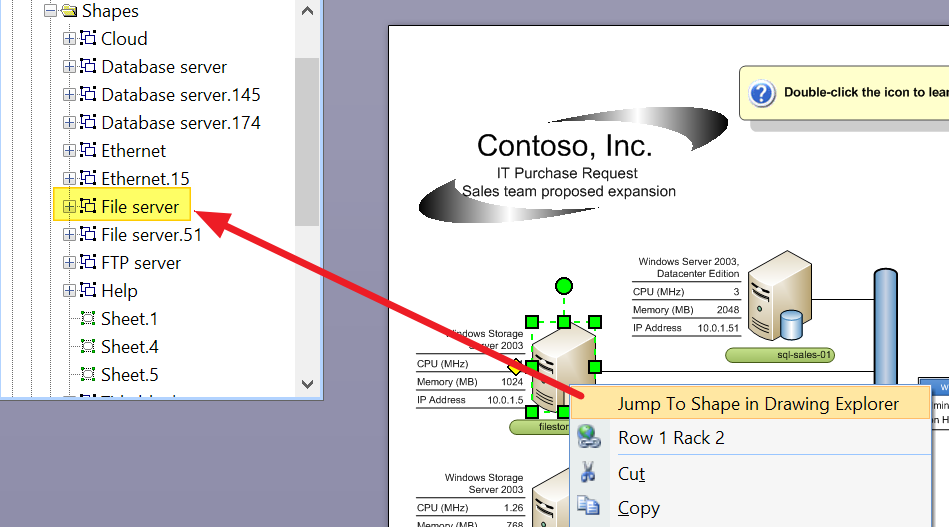 Shapes
Cloud
Database server
Database server.145
Database server.174
Ethernet
Ethernet.15
File server
File server.51
FTP server
Help
Sheet.1
Sheet.4
Sheet.5
Double-click the icon to lear
Contoso, Inc.
IT Purchase Request
Sales team proposed expansion
Windows Server 2003,
Datacenter Edition
CPU (MHz) 3
Memory (MB) 2048
IP Address 10.0.1.51
sql-sales-01
Windows Storage
Server 2003
CPU (MHz)
Memory (MB) 1024
IP Address 10.0.1.5
filestor
Jump To Shape in Drawing Explorer
Row 1 Rack 2
Cut
Copy
Windows Storage
Server 2003
CPU (MHz) 1.26
Memory (MB) 768